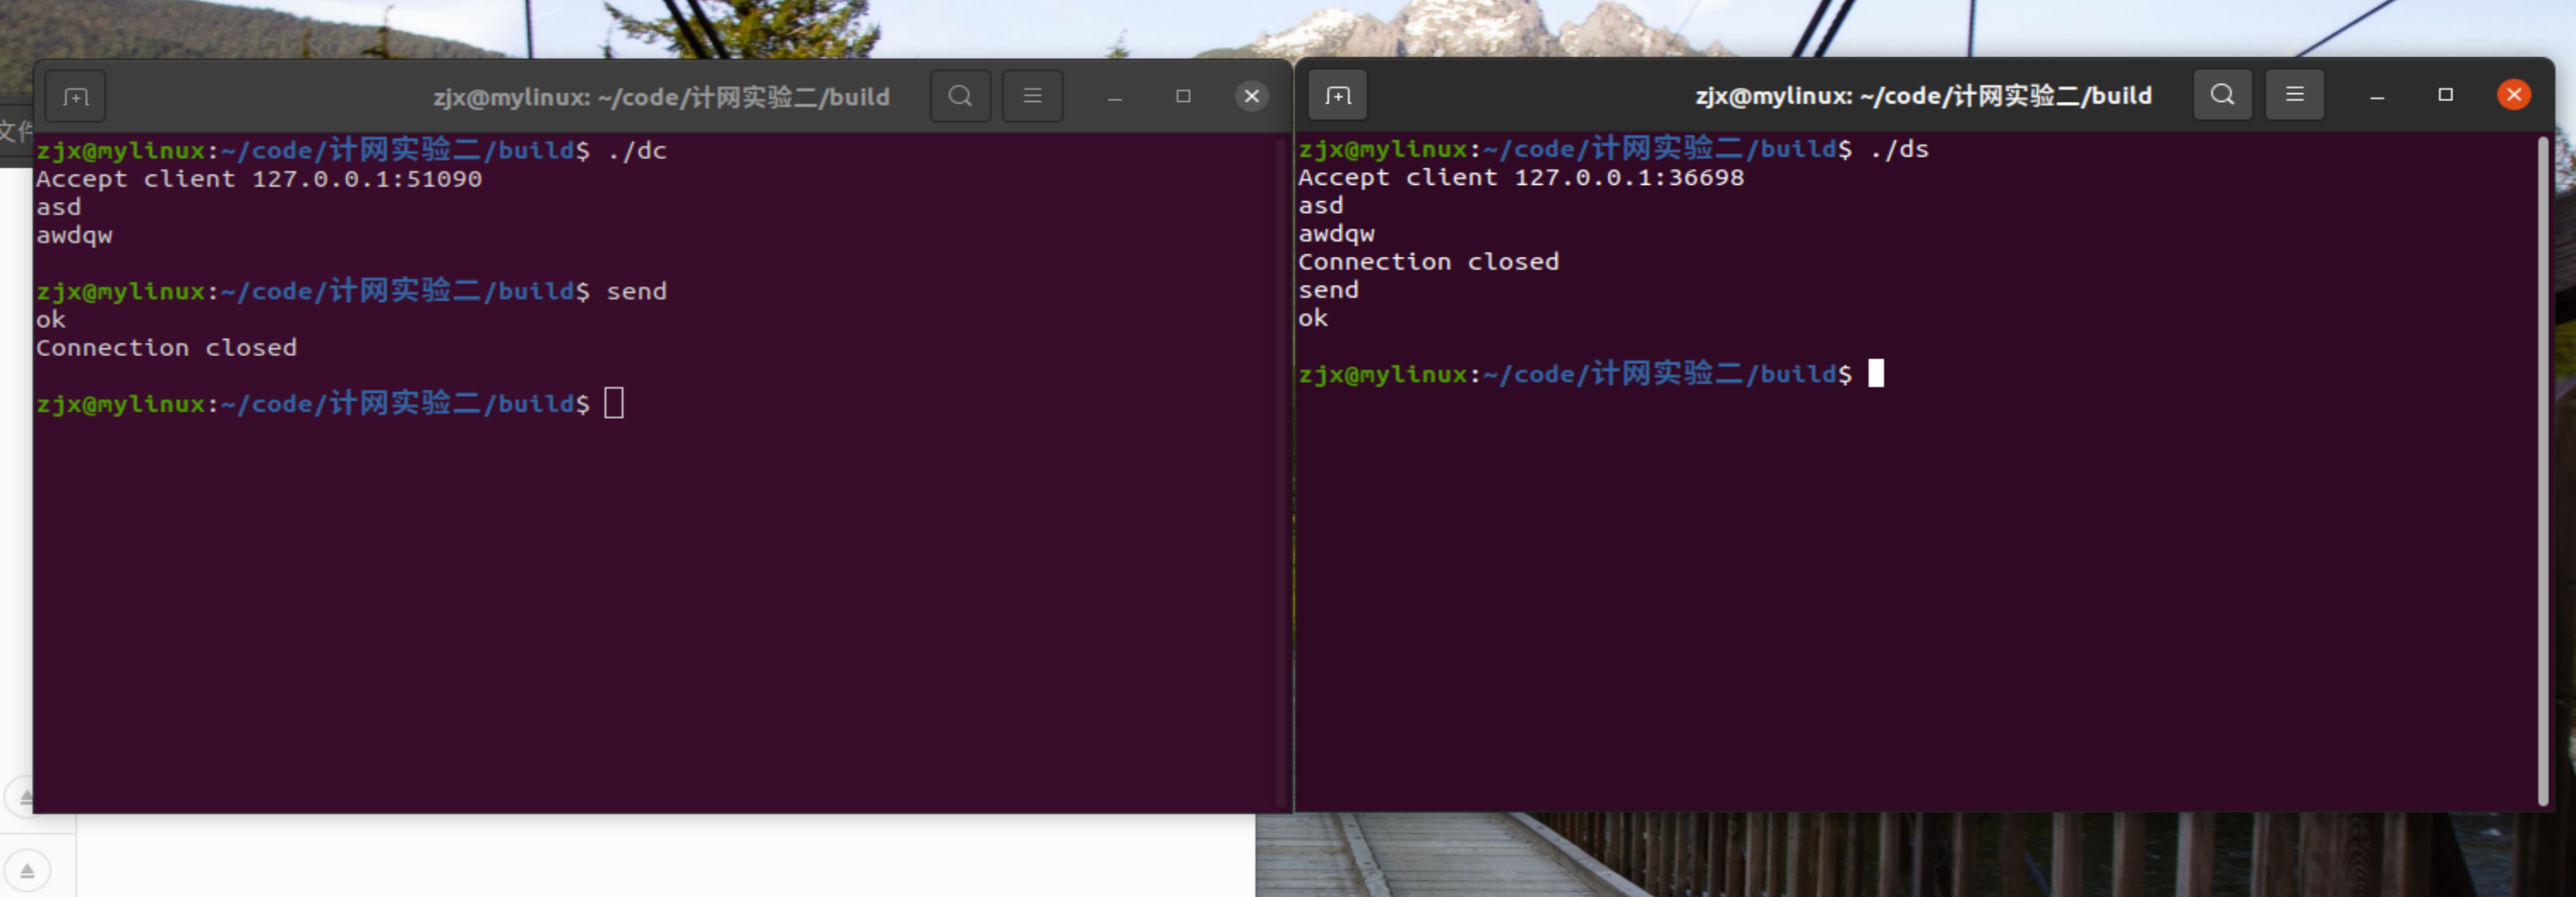 文件
zjx@mylinux: ~/code/计网实验二/build
zjx@mylinux:~/code/计网实验二/build$ ./dc
Accept client 127.0.0.1:51090
asd
awdqw
zjx@mylinux:~/code/计网实验二/build$ send
ok
Connection closed
zjx@mylinux:~/code/计网实验二/build$
zjx@mylinux: ~/code/计网实验二/build
zjx@mylinux:~/code/计网实验二/build$ ./ds
Accept client 127.0.0.1:36698
asd
awdqw
Connection closed
send
ok
zjx@mylinux:~/code/计网实验二/build$